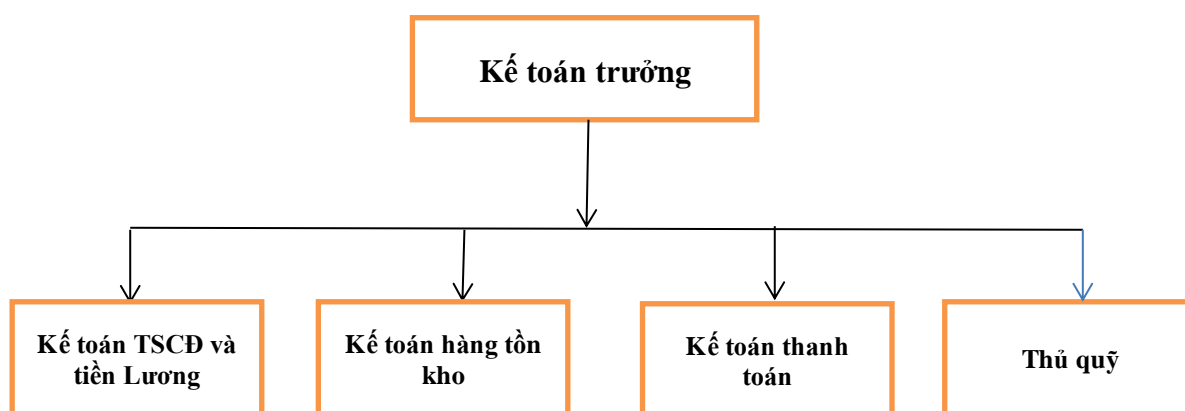 Kế toán trưởng
Kế toán TSCĐ và
tiền Lương
Kế toán hàng tồn
kho
Kế toán thanh
toán
Thủ quỹ